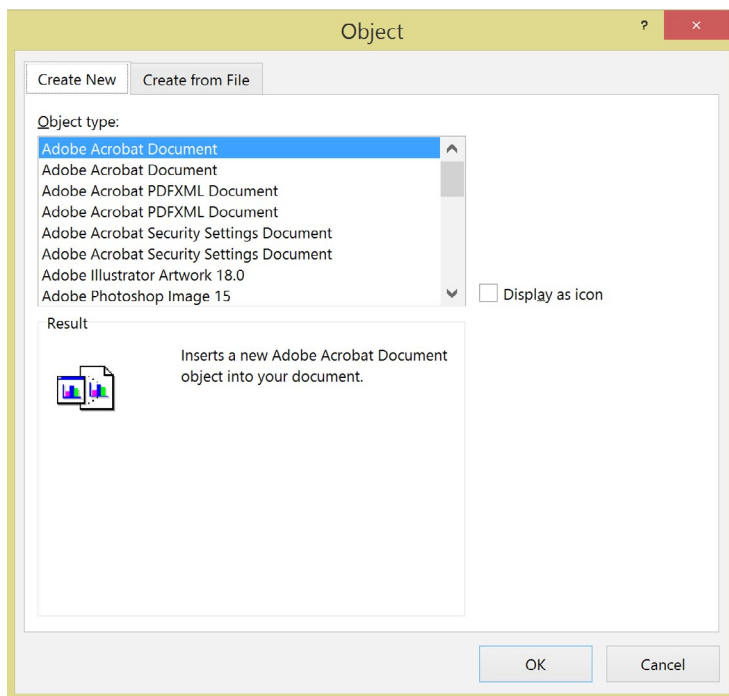 Object
?
×
Create New
Create from File
Object type:
Adobe Acrobat Document
Adobe Acrobat Document
Adobe Acrobat PDFXML Document
Adobe Acrobat PDFXML Document
Adobe Acrobat Security Settings Document
Adobe Acrobat Security Settings Document
Adobe Illustrator Artwork 18.0
Adobe Photoshop Image 15
Display as icon
Result
Inserts a new Adobe Acrobat Document
object into your document.
OK
Cancel